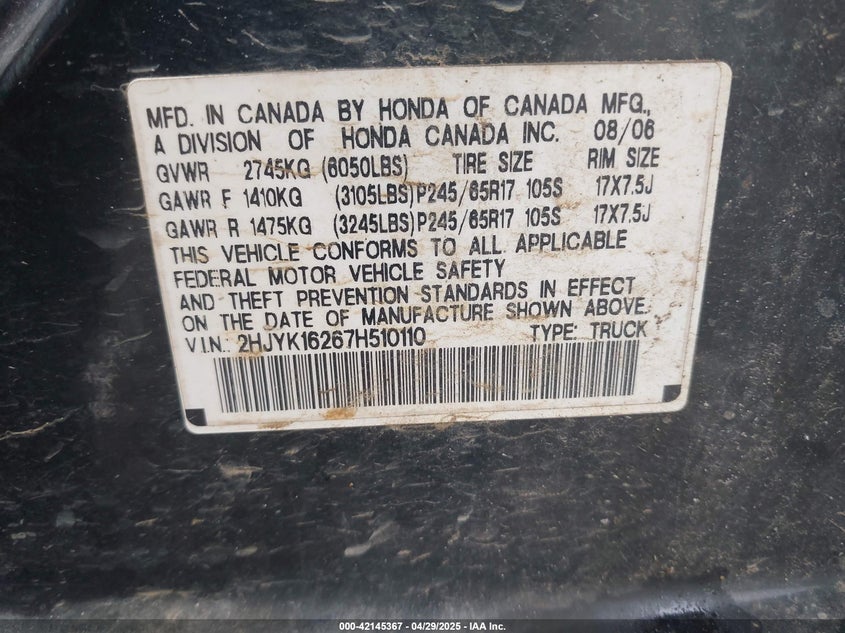 MFD. IN CANADA BY HONDA OF CANADA MFG.,
A DIVISION OF HONDA CANADA INC. 08/06
GVWR 2745KG (6050LBS) TIRE SIZE RIM SIZE
GAWR F 1410KG (3105LBS)P245/65R17 105S 17X7.5J
GAWR R 1475KG (3245LBS)P245/65R17 105S 17X7.5J
THIS VEHICLE CONFORMS TO ALL APPLICABLE
FEDERAL MOTOR VEHICLE SAFETY
AND THEFT PREVENTION STANDARDS IN EFFECT
ON THE DATE OF MANUFACTURE SHOWN ABOVE.
V.I.N.: 2HJYK16267H510110 TYPE: TRUCK
000-42145367 - 04/29/2025 - IAA Inc.